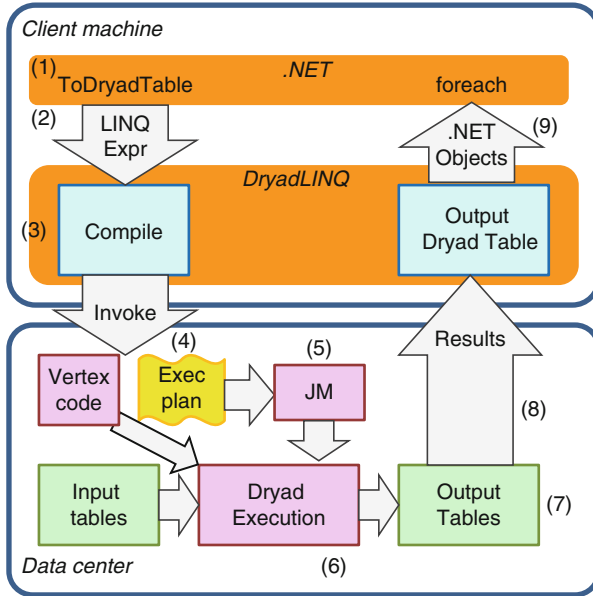 Client machine
(1)
.NET
ToDryadTable
foreach
(2)
LINQ
Expr
.NET
Objects
(9)
DryadLINQ
(3)
Compile
Output
Dryad Table
Invoke
Results
(4)
(5)
Vertex
code
Exec
plan
JM
(8)
Input
tables
Dryad
Execution
Output
Tables
(7)
(6)
Data center